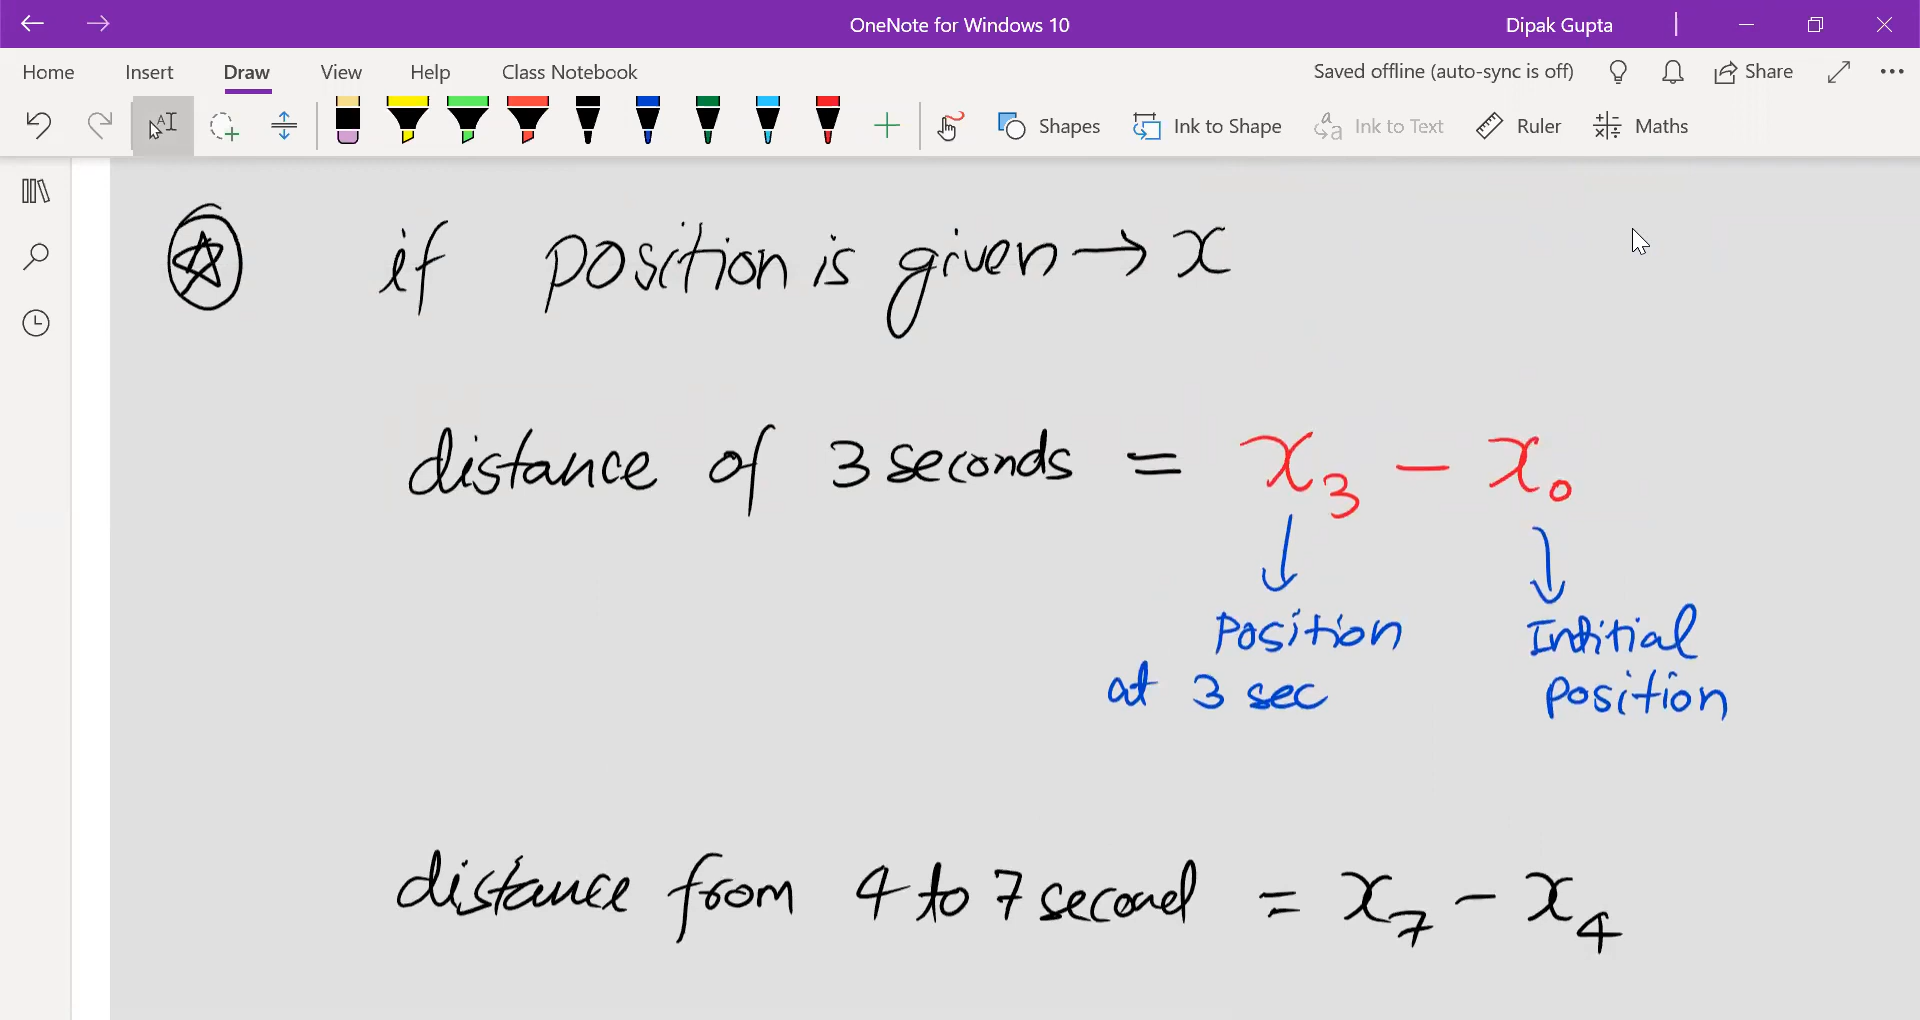 OneNote for Windows 10
Dipak Gupta
Home Insert Draw View Help Class Notebook
Saved offline (auto-sync is off) Share
Shapes Ink to Shape Ink to Text Ruler Maths
if position is given → x
distance of 3 seconds = x₃ − x₀
Position Initial
at 3 sec position
distance from 4 to 7 second = x₇ − x₄